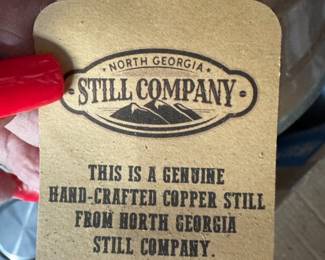 • NORTH GEORGIA •
STILL COMPANY
THIS IS A GENUINE
HAND-CRAFTED COPPER STILL
FROM NORTH GEORGIA
STILL COMPANY.